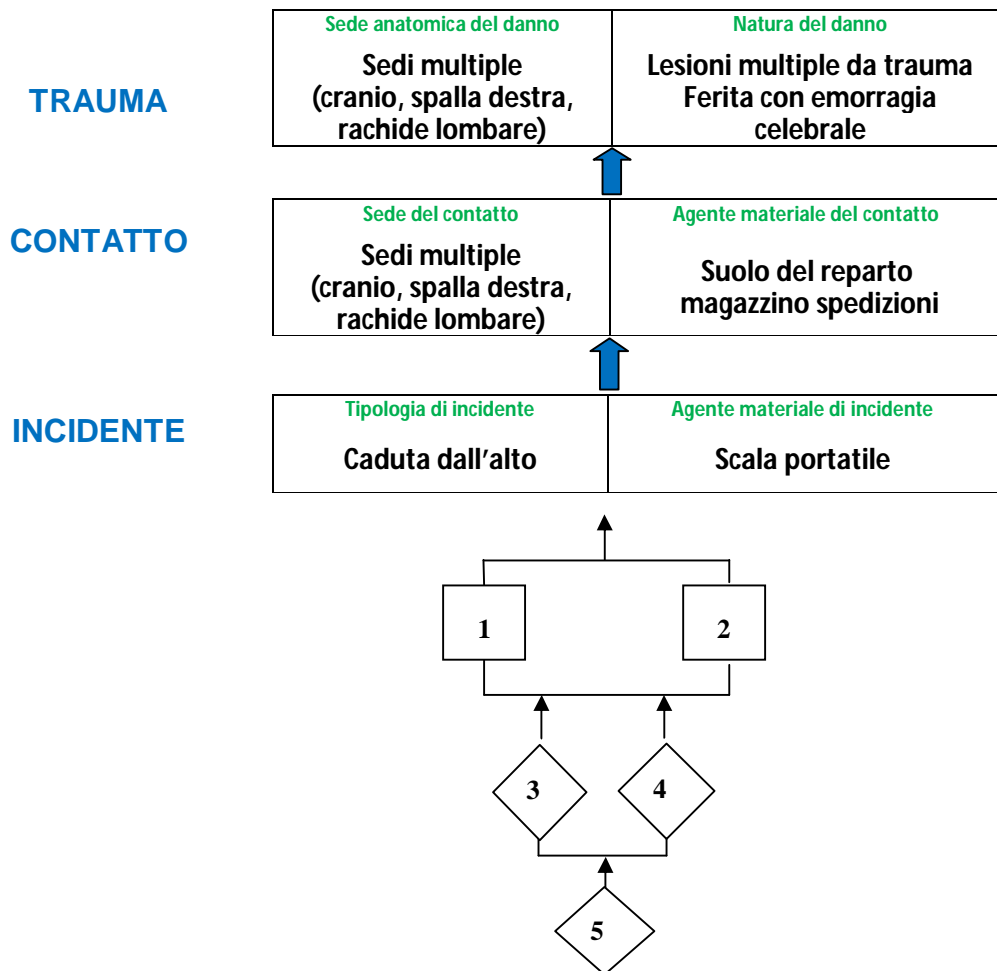 Sede anatomica del danno
Natura del danno
TRAUMA
Sedi multiple
(cranio, spalla destra,
rachide lombare)
Lesioni multiple da trauma
Ferita con emorragia
celebrale
Sede del contatto
Agente materiale del contatto
CONTATTO
Sedi multiple
(cranio, spalla destra,
rachide lombare)
Suolo del reparto
magazzino spedizioni
Tipologia di incidente
Agente materiale di incidente
INCIDENTE
Caduta dall’alto
Scala portatile
1
2
3
4
5